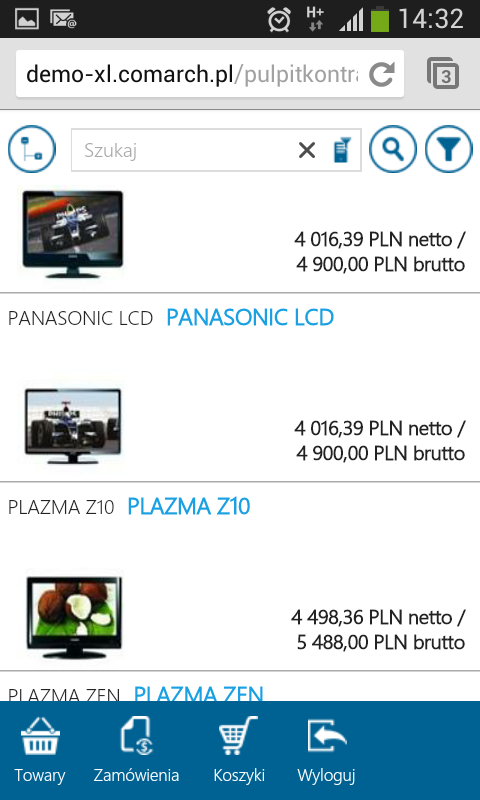 H+
14:32
demo-xl.comarch.pl/pulpitkontra
3
Szukaj
4 016,39 PLN netto /
4 900,00 PLN brutto
PANASONIC LCD PANASONIC LCD
4 016,39 PLN netto /
4 900,00 PLN brutto
PLAZMA Z10 PLAZMA Z10
4 498,36 PLN netto /
5 488,00 PLN brutto
PLAZMA ZEN PLAZMA ZEN
Towary Zamówienia Koszyki Wyloguj